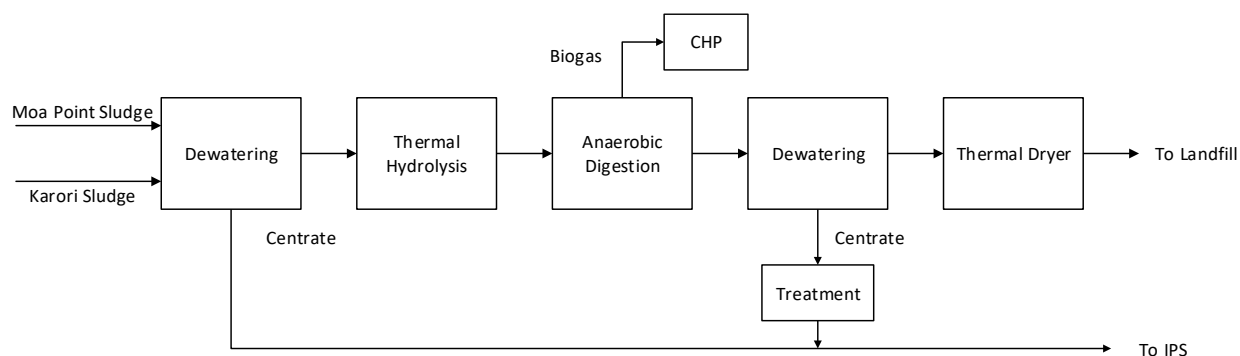 CHP
Biogas
Moa Point Sludge
Karori Sludge
Dewatering
Thermal
Hydrolysis
Anaerobic
Digestion
Dewatering
Thermal Dryer
To Landfill
Centrate
Centrate
Treatment
To IPS